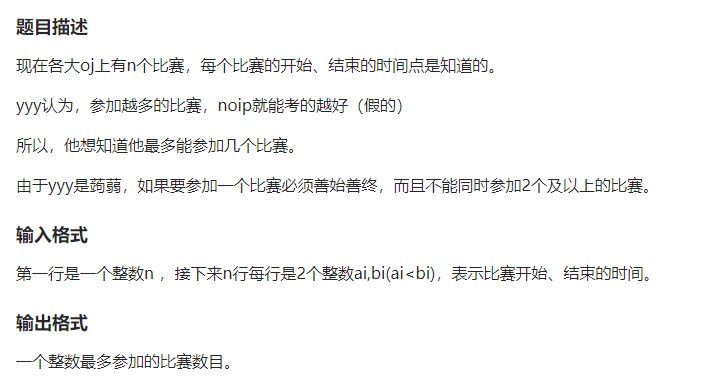 题目描述
现在各大oj上有n个比赛，每个比赛的开始、结束的时间点是知道的。
yyy认为，参加越多的比赛，noip就能考的越好（假的）
所以，他想知道他最多能参加几个比赛。
由于yyy是蒟蒻，如果要参加一个比赛必须善始善终，而且不能同时参加2个及以上的比赛。
输入格式
第一行是一个整数n ，接下来n行每行是2个整数ai,bi(ai<bi)，表示比赛开始、结束的时间。
输出格式
一个整数最多参加的比赛数目。